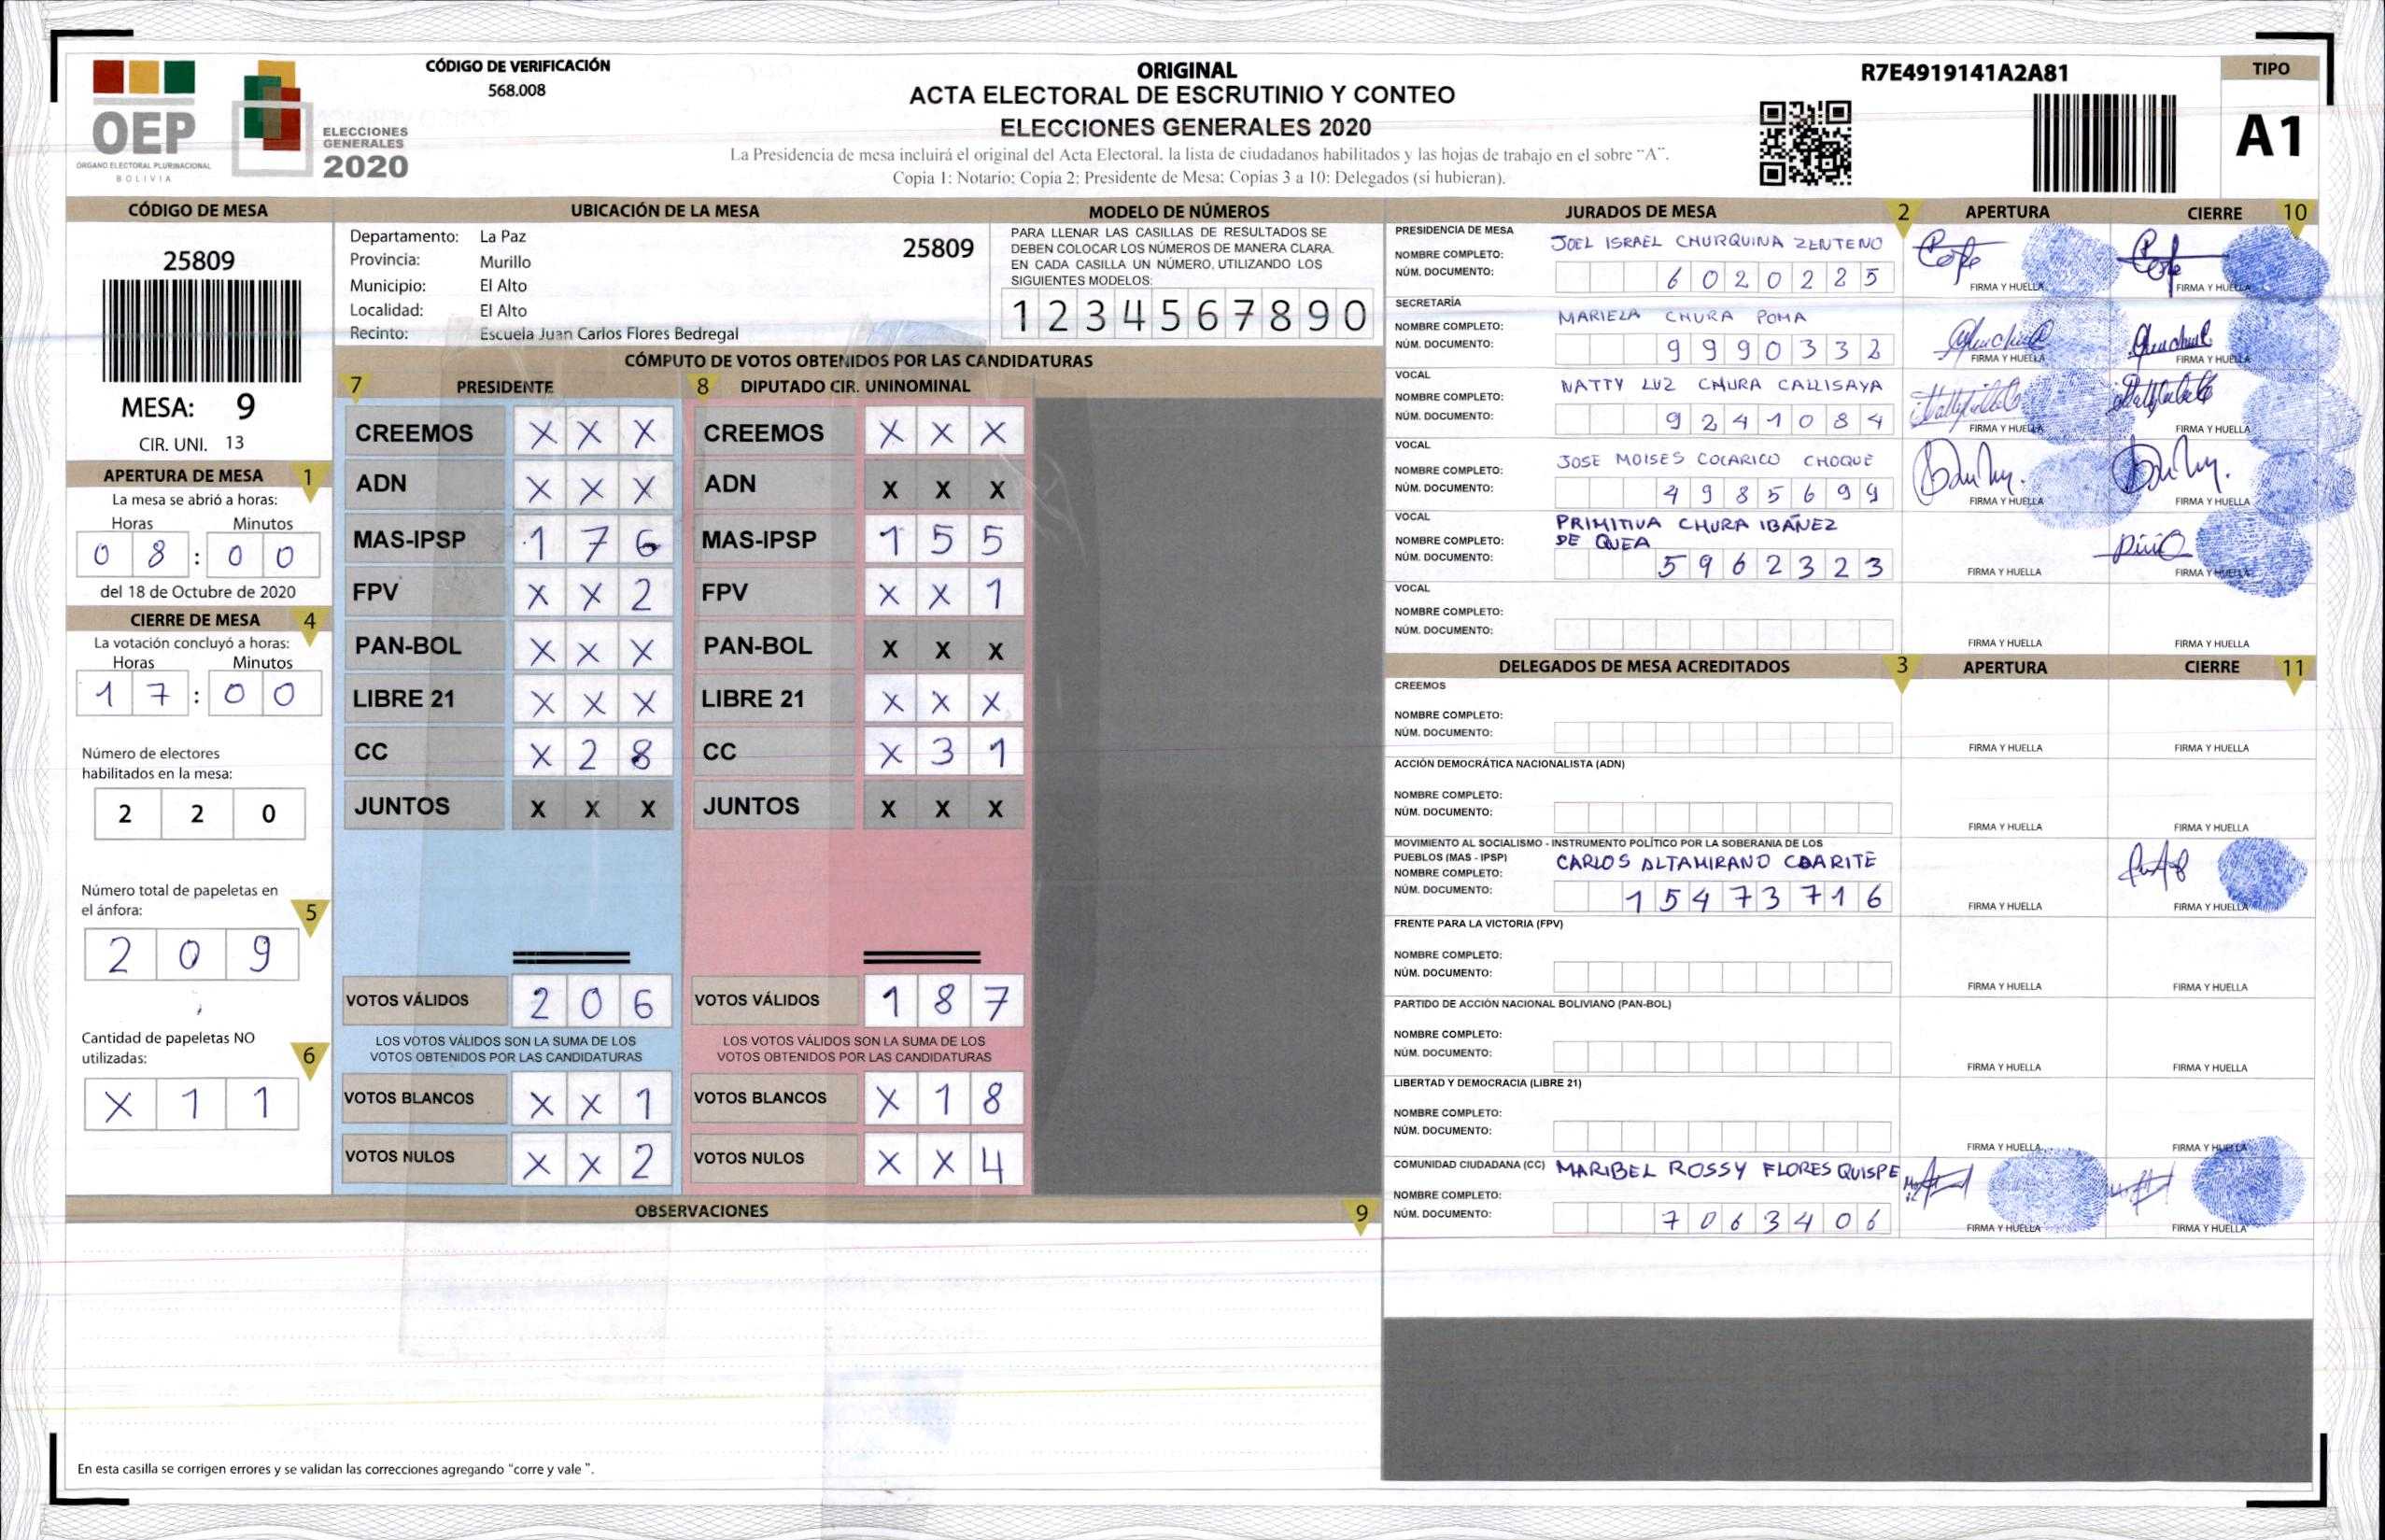 CÓDIGO DE VERIFICACIÓN
568.008
ORIGINAL
ACTA ELECTORAL DE ESCRUTINIO Y CONTEO
ELECCIONES GENERALES 2020
La Presidencia de mesa incluirá el original del Acta Electoral, la lista de ciudadanos habilitados y las hojas de trabajo en el sobre "A".
Copia 1: Notario; Copia 2: Presidente de Mesa; Copias 3 a 10: Delegados (si hubieran).
R7E4919141A2A81
TIPO
A1
OEP
ÓRGANO ELECTORAL PLURINACIONAL
BOLIVIA
ELECCIONES
GENERALES
2020
CÓDIGO DE MESA
25809
MESA: 9
CIR. UNI. 13
APERTURA DE MESA 1
La mesa se abrió a horas:
Horas Minutos
0 8 : 0 0
del 18 de Octubre de 2020
CIERRE DE MESA 4
La votación concluyó a horas:
Horas Minutos
1 7 : 0 0
Número de electores
habilitados en la mesa:
2 2 0
Número total de papeletas en
el ánfora: 5
2 0 9
Cantidad de papeletas NO
utilizadas: 6
X 1 1
UBICACIÓN DE LA MESA
Departamento: La Paz
25809
Provincia: Murillo
Municipio: El Alto
Localidad: El Alto
Recinto: Escuela Juan Carlos Flores Bedregal
MODELO DE NÚMEROS
PARA LLENAR LAS CASILLAS DE RESULTADOS SE
DEBEN COLOCAR LOS NÚMEROS DE MANERA CLARA.
EN CADA CASILLA UN NÚMERO, UTILIZANDO LOS
SIGUIENTES MODELOS:
1 2 3 4 5 6 7 8 9 0
CÓMPUTO DE VOTOS OBTENIDOS POR LAS CANDIDATURAS
7 PRESIDENTE
CREEMOS X X X
ADN X X X
MAS-IPSP 1 7 6
FPV X X 2
PAN-BOL X X X
LIBRE 21 X X X
CC X 2 8
JUNTOS X X X
VOTOS VÁLIDOS 2 0 6
LOS VOTOS VÁLIDOS SON LA SUMA DE LOS
VOTOS OBTENIDOS POR LAS CANDIDATURAS
VOTOS BLANCOS X X 1
VOTOS NULOS X X 2
8 DIPUTADO CIR. UNINOMINAL
CREEMOS X X X
ADN X X X
MAS-IPSP 1 5 5
FPV X X 1
PAN-BOL X X X
LIBRE 21 X X X
CC X 3 1
JUNTOS X X X
VOTOS VÁLIDOS 1 8 7
LOS VOTOS VÁLIDOS SON LA SUMA DE LOS
VOTOS OBTENIDOS POR LAS CANDIDATURAS
VOTOS BLANCOS X 1 8
VOTOS NULOS X X 4
OBSERVACIONES 9
En esta casilla se corrigen errores y se validan las correcciones agregando "corre y vale ".
JURADOS DE MESA 2 APERTURA CIERRE 10
PRESIDENCIA DE MESA
NOMBRE COMPLETO: JOEL ISRAEL CHURQUINA ZENTENO
NÚM. DOCUMENTO: 6 0 2 0 2 2 5
FIRMA Y HUELLA FIRMA Y HUELLA
SECRETARÍA
NOMBRE COMPLETO: MARIELA CHURA POMA
NÚM. DOCUMENTO: 9 9 9 0 3 3 2
FIRMA Y HUELLA FIRMA Y HUELLA
VOCAL
NOMBRE COMPLETO: NATTY LUZ CHURA CALLISAYA
NÚM. DOCUMENTO: 9 2 4 1 0 8 4
FIRMA Y HUELLA FIRMA Y HUELLA
VOCAL
NOMBRE COMPLETO: JOSE MOISES COLARICO CHOQUE
NÚM. DOCUMENTO: 4 9 8 5 6 9 9
FIRMA Y HUELLA FIRMA Y HUELLA
VOCAL
NOMBRE COMPLETO: PRIMITIVA CHURA IBAÑEZ
DE QUEA
NÚM. DOCUMENTO: 5 9 6 2 3 2 3
FIRMA Y HUELLA FIRMA Y HUELLA
VOCAL
NOMBRE COMPLETO:
NÚM. DOCUMENTO:
FIRMA Y HUELLA FIRMA Y HUELLA
DELEGADOS DE MESA ACREDITADOS 3 APERTURA CIERRE 11
CREEMOS
NOMBRE COMPLETO:
NÚM. DOCUMENTO:
FIRMA Y HUELLA FIRMA Y HUELLA
ACCIÓN DEMOCRÁTICA NACIONALISTA (ADN)
NOMBRE COMPLETO:
NÚM. DOCUMENTO:
FIRMA Y HUELLA FIRMA Y HUELLA
MOVIMIENTO AL SOCIALISMO - INSTRUMENTO POLÍTICO POR LA SOBERANIA DE LOS
PUEBLOS (MAS - IPSP)
NOMBRE COMPLETO: CARLOS ALTAMIRANO COARITE
NÚM. DOCUMENTO: 1 5 4 7 3 7 1 6
FIRMA Y HUELLA FIRMA Y HUELLA
FRENTE PARA LA VICTORIA (FPV)
NOMBRE COMPLETO:
NÚM. DOCUMENTO:
FIRMA Y HUELLA FIRMA Y HUELLA
PARTIDO DE ACCIÓN NACIONAL BOLIVIANO (PAN-BOL)
NOMBRE COMPLETO:
NÚM. DOCUMENTO:
FIRMA Y HUELLA FIRMA Y HUELLA
LIBERTAD Y DEMOCRACIA (LIBRE 21)
NOMBRE COMPLETO:
NÚM. DOCUMENTO:
FIRMA Y HUELLA FIRMA Y HUELLA
COMUNIDAD CIUDADANA (CC) MARIBEL ROSSY FLORES QUISPE
NOMBRE COMPLETO:
NÚM. DOCUMENTO: 7 0 6 3 4 0 6
FIRMA Y HUELLA FIRMA Y HUELLA